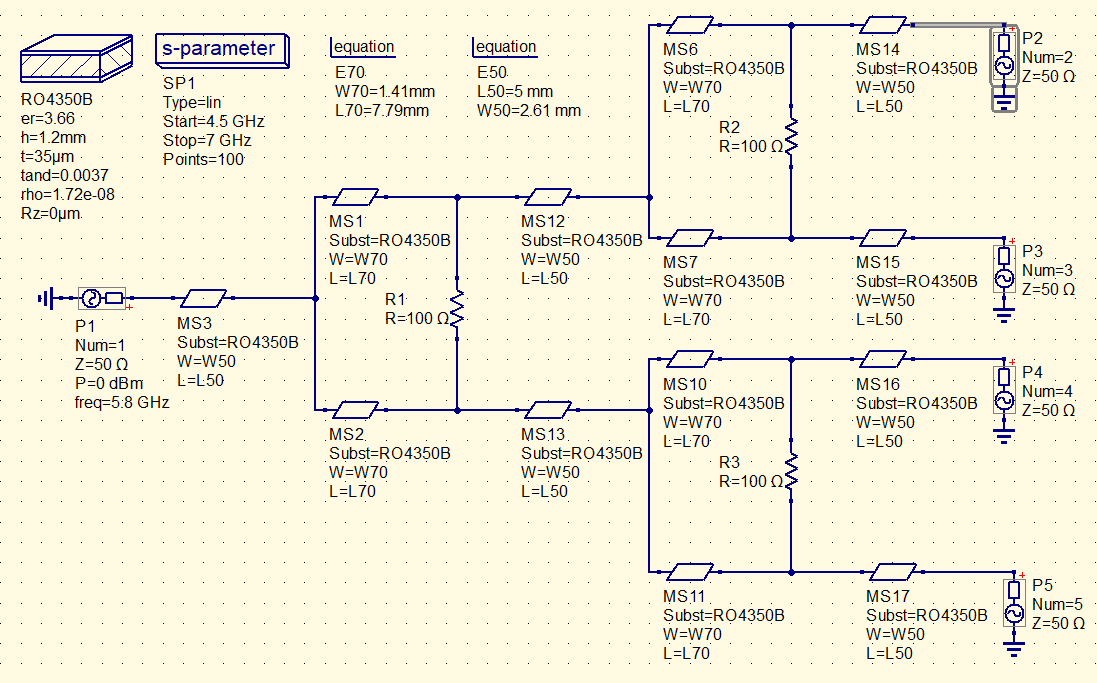 RO4350B
er=3.66
h=1.2mm
t=35µm
tand=0.0037
rho=1.72e-08
Rz=0µm
s-parameter
SP1
Type=lin
Start=4.5 GHz
Stop=7 GHz
Points=100
equation
E70
W70=1.41mm
L70=7.79mm
equation
E50
L50=5 mm
W50=2.61 mm
MS6
Subst=RO4350B
W=W70
L=L70
MS14
Subst=RO4350B
W=W50
L=L50
P2
Num=2
Z=50 Ω
R2
R=100 Ω
MS1
Subst=RO4350B
W=W70
L=L70
MS12
Subst=RO4350B
W=W50
L=L50
MS7
Subst=RO4350B
W=W70
L=L70
MS15
Subst=RO4350B
W=W50
L=L50
P3
Num=3
Z=50 Ω
P1
Num=1
Z=50 Ω
P=0 dBm
freq=5.8 GHz
MS3
Subst=RO4350B
W=W50
L=L50
R1
R=100 Ω
MS10
Subst=RO4350B
W=W70
L=L70
MS16
Subst=RO4350B
W=W50
L=L50
P4
Num=4
Z=50 Ω
MS2
Subst=RO4350B
W=W70
L=L70
MS13
Subst=RO4350B
W=W50
L=L50
R3
R=100 Ω
MS11
Subst=RO4350B
W=W70
L=L70
MS17
Subst=RO4350B
W=W50
L=L50
P5
Num=5
Z=50 Ω